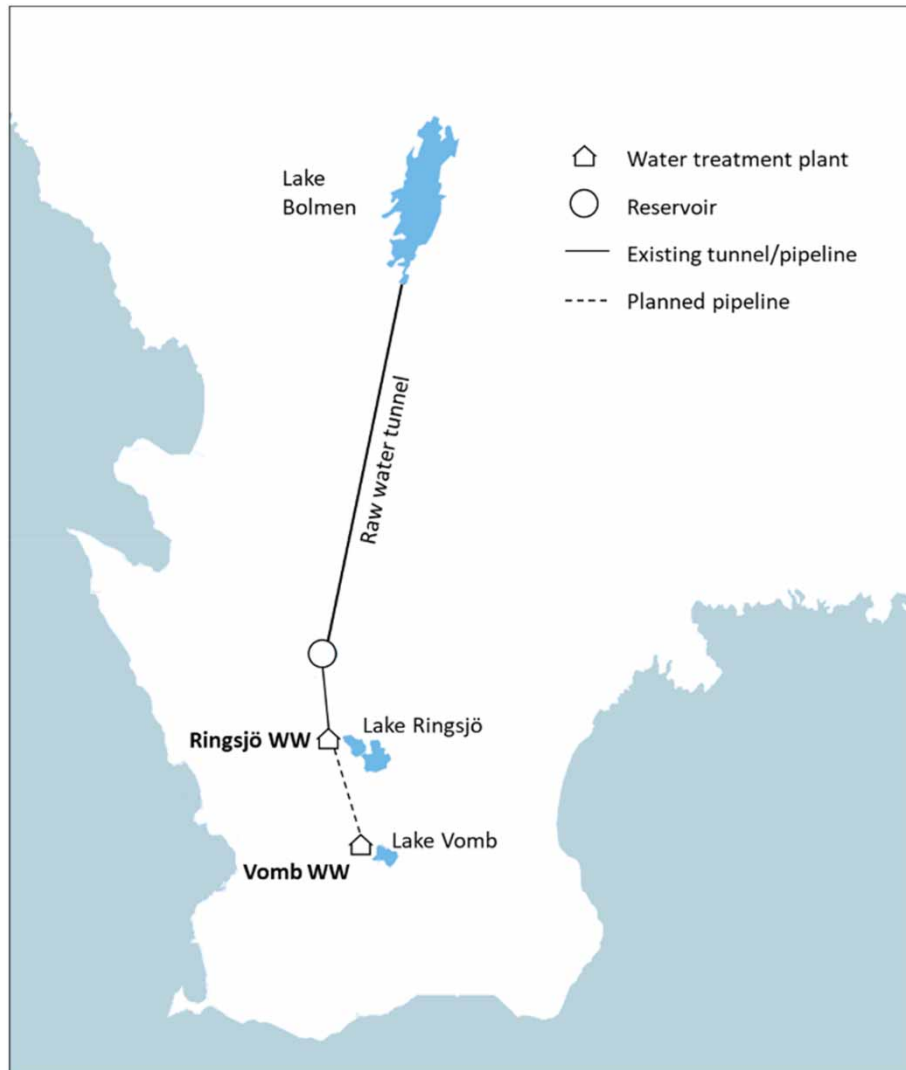 Lake
Bolmen
Water treatment plant
Reservoir
Existing tunnel/pipeline
Planned pipeline
Raw water tunnel
Lake Ringsjö
Ringsjö WW
Lake Vomb
Vomb WW